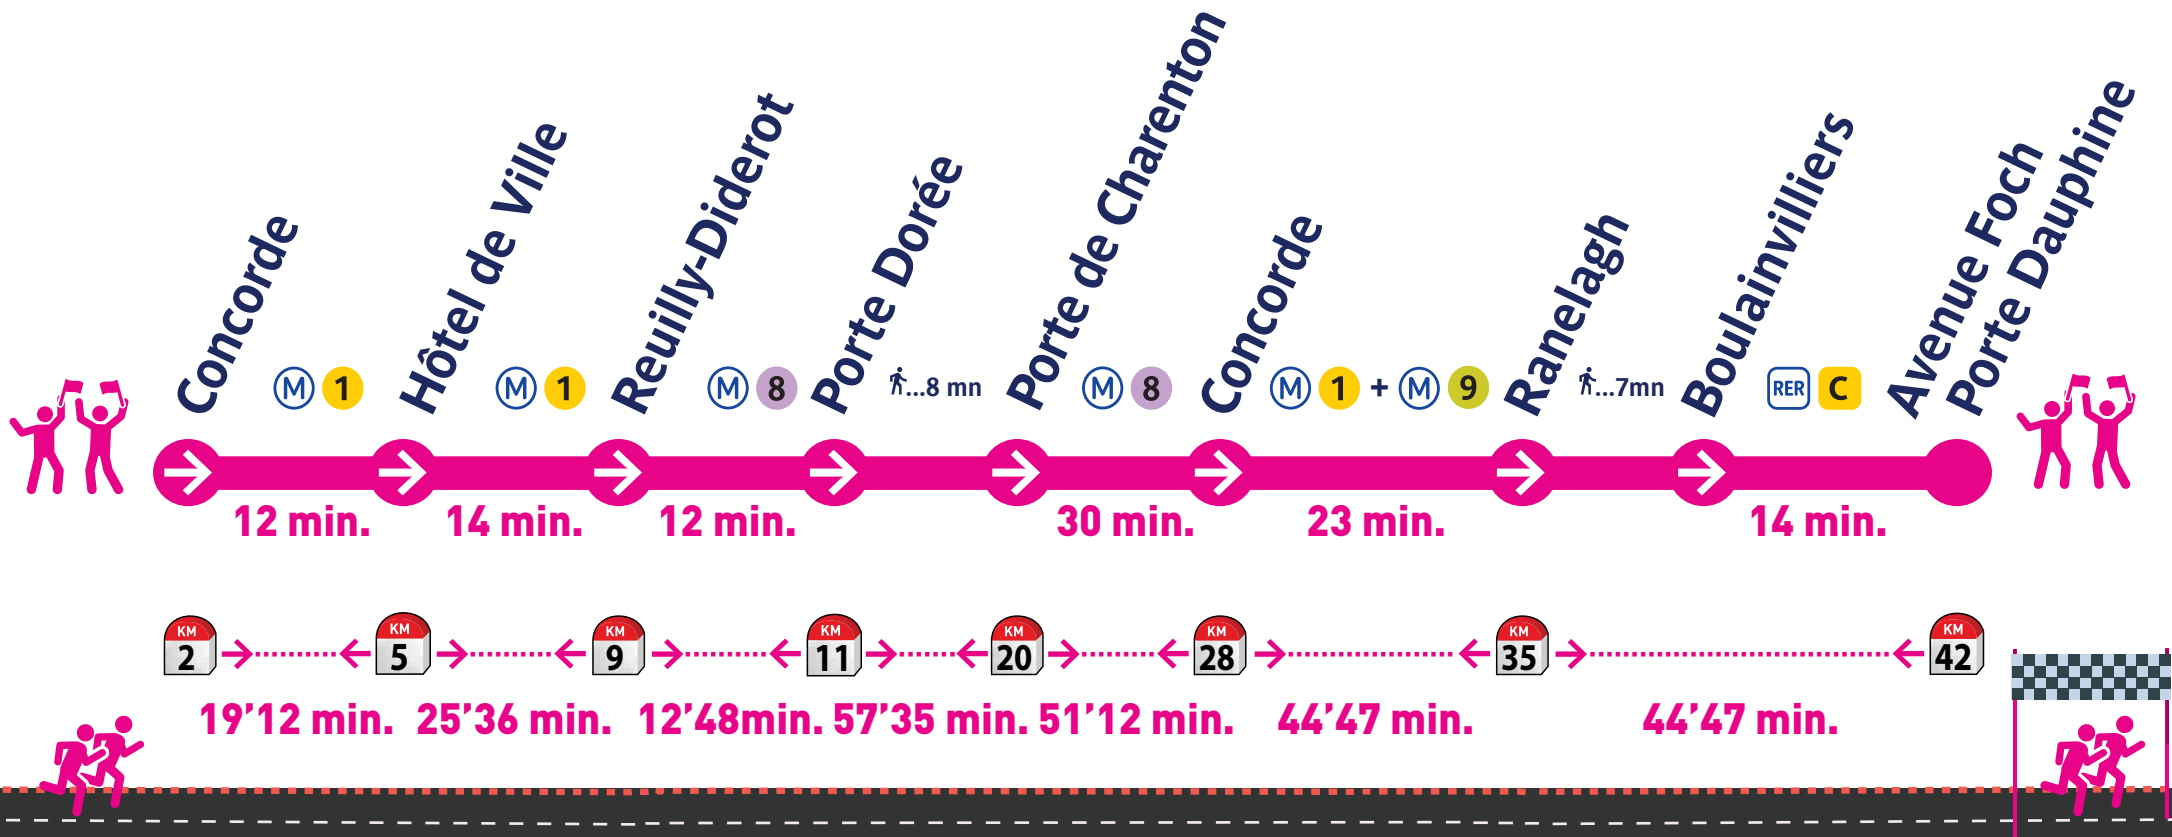 Concorde
Hôtel de Ville
Reuilly-Diderot
Porte Dorée
Porte de Charenton
Concorde
Ranelagh
Boulainvilliers
Avenue Foch
Porte Dauphine
M 1
M 1
M 8
...8 mn
M 8
M 1 + M 9
...7mn
RER C
12 min.
14 min.
12 min.
30 min.
23 min.
14 min.
KM
2
KM
5
KM
9
KM
11
KM
20
KM
28
KM
35
KM
42
19’12 min.
25’36 min.
12’48min.
57’35 min.
51’12 min.
44’47 min.
44’47 min.